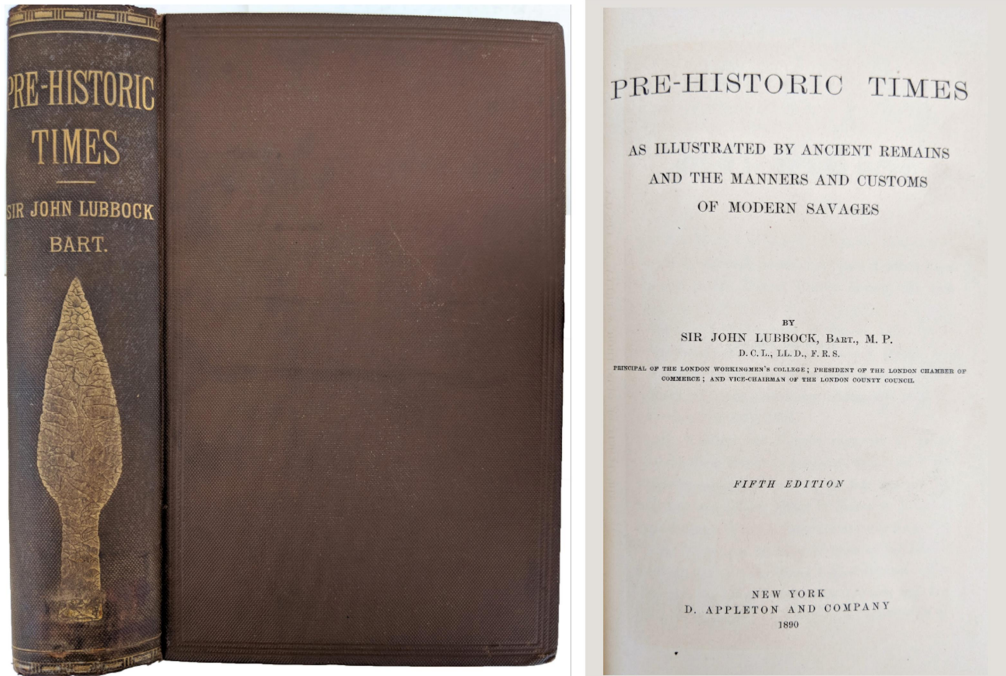 PRE-HISTORIC
TIMES
SIR JOHN LUBBOCK
BART.
PRE-HISTORIC TIMES
AS ILLUSTRATED BY ANCIENT REMAINS
AND THE MANNERS AND CUSTOMS
OF MODERN SAVAGES
BY
SIR JOHN LUBBOCK, BART., M. P.
D. C. L., LL. D., F. R. S.
PRINCIPAL OF THE LONDON WORKINGMEN'S COLLEGE; PRESIDENT OF THE LONDON CHAMBER OF
COMMERCE; AND VICE-CHAIRMAN OF THE LONDON COUNTY COUNCIL
FIFTH EDITION
NEW YORK
D. APPLETON AND COMPANY
1890